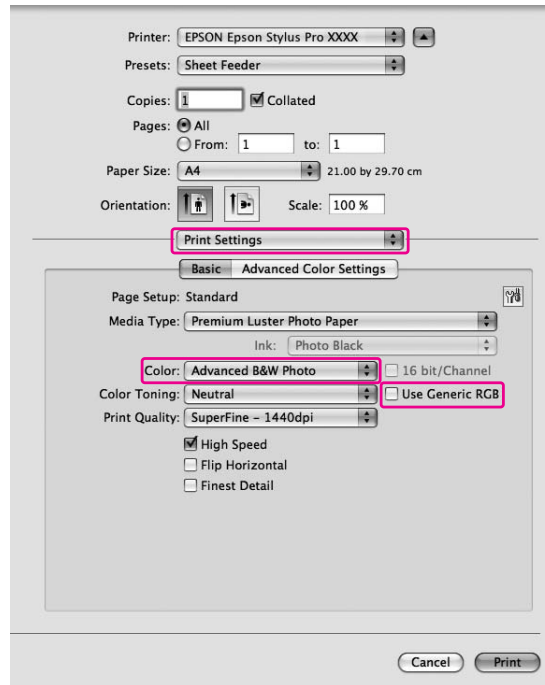 Printer: EPSON Epson Stylus Pro XXXX
Presets: Sheet Feeder
Copies: 1 Collated
Pages: All
From: 1 to: 1
Paper Size: A4 21.00 by 29.70 cm
Orientation: Scale: 100 %
Print Settings
Basic Advanced Color Settings
Page Setup: Standard
Media Type: Premium Luster Photo Paper
Ink: Photo Black
Color: Advanced B&W Photo 16 bit/Channel
Color Toning: Neutral Use Generic RGB
Print Quality: SuperFine – 1440dpi
High Speed
Flip Horizontal
Finest Detail
Cancel Print